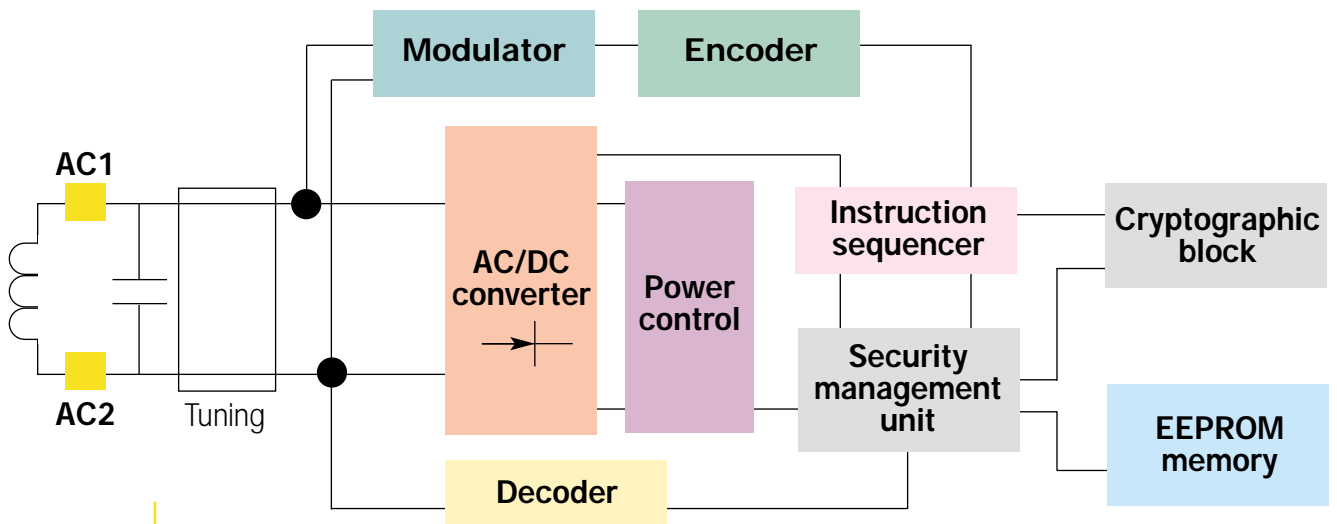 Modulator
Encoder
AC1
AC2
Tuning
AC/DC
converter
Power
control
Instruction
sequencer
Cryptographic
block
Security
management
unit
EEPROM
memory
Decoder